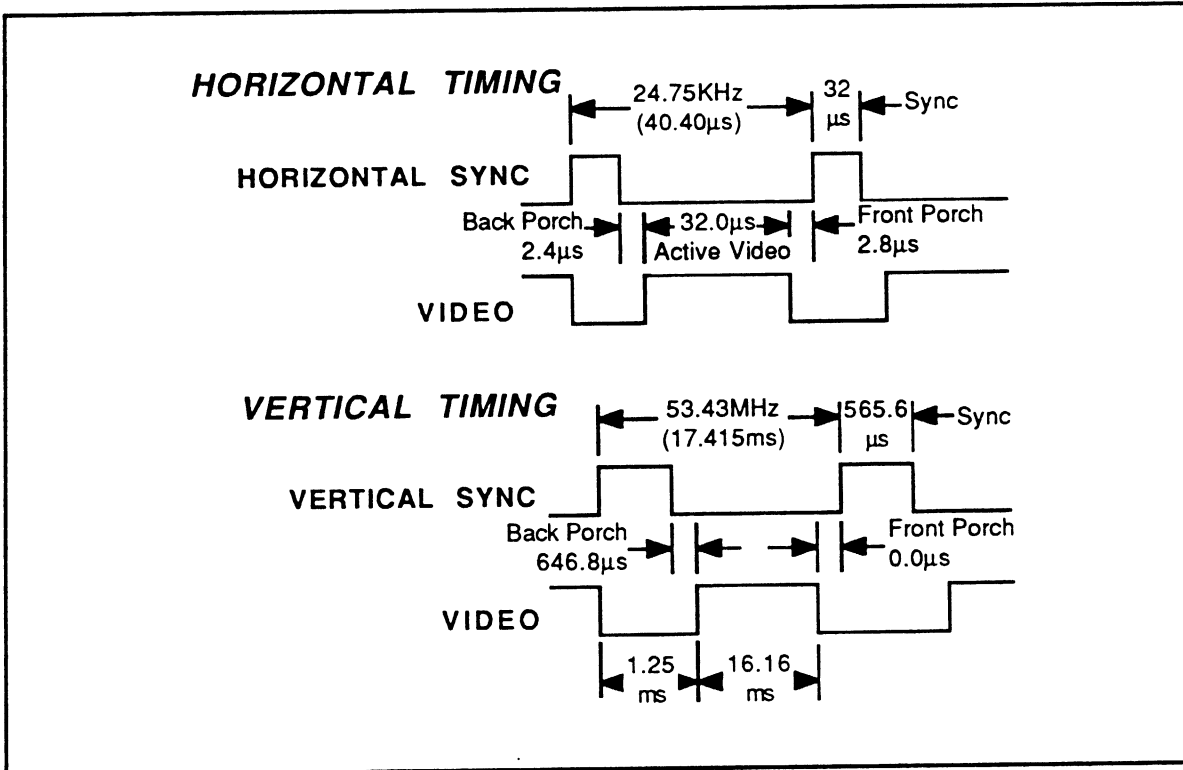 HORIZONTAL TIMING
24.75KHz
(40.40µs)
32
µs
Sync
HORIZONTAL SYNC
Back Porch
2.4µs
32.0µs
Active Video
Front Porch
2.8µs
VIDEO
VERTICAL TIMING
53.43MHz
(17.415ms)
565.6
µs
Sync
VERTICAL SYNC
Back Porch
646.8µs
Front Porch
0.0µs
VIDEO
1.25
ms
16.16
ms